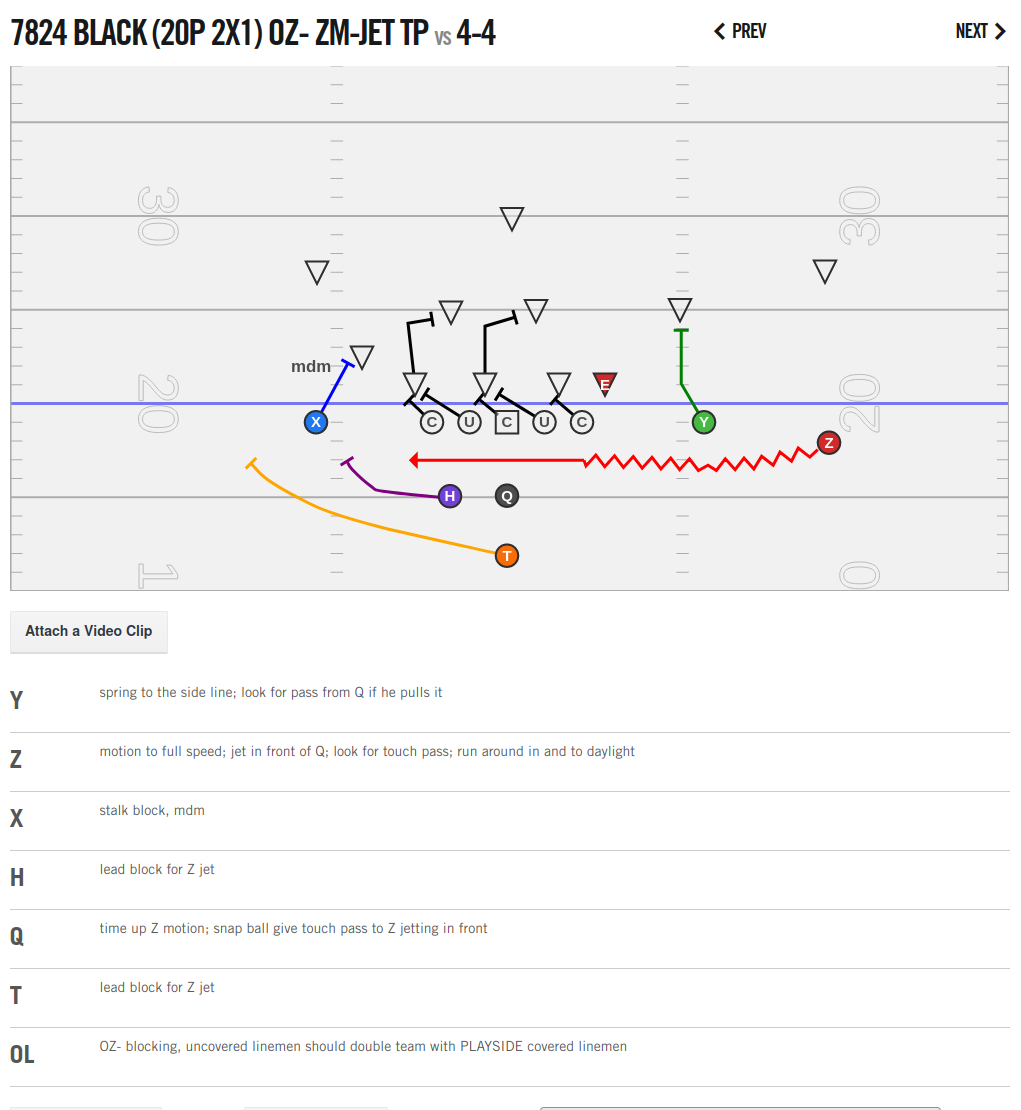 7824 BLACK (20P 2X1) OZ- ZM-JET TP vs 4-4
PREV
NEXT
30
30
mdm
E
20
20
X
C
U
C
U
C
Y
Z
H
Q
T
1
0
Attach a Video Clip
Y
spring to the side line; look for pass from Q if he pulls it
Z
motion to full speed; jet in front of Q; look for touch pass; run around in and to daylight
X
stalk block, mdm
H
lead block for Z jet
Q
time up Z motion; snap ball give touch pass to Z jetting in front
T
lead block for Z jet
OL
OZ- blocking, uncovered linemen should double team with PLAYSIDE covered linemen